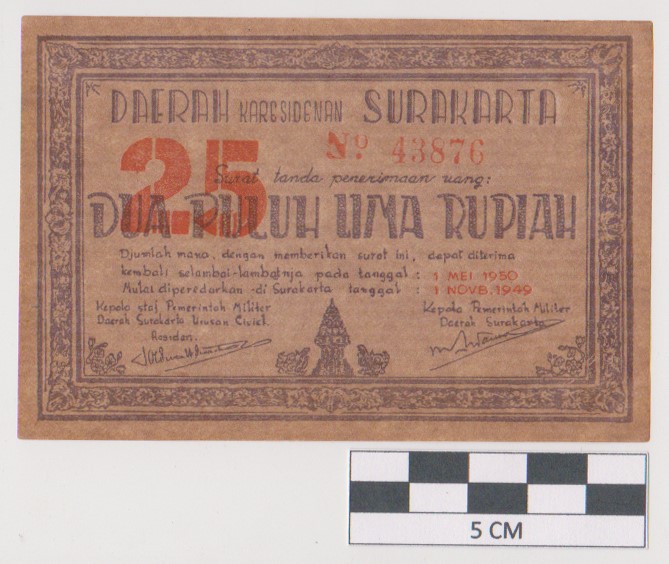 DAERAH KARESIDENAN SURAKARTA
25
No 43876
Surat tanda penerimaan uang:
DUA PULUH LIMA RUPIAH
Djumlah mana, dengan memberikan surat ini, dapat diterima
kembali selambat-lambatnja pada tanggal : 1 MEI 1950
Mulai diperedarkan di Surakarta tanggal : 1 NOVB. 1949
Kepala staf Pemerintah Militer
Daerah Surakarta Urusan Civiel.
Residen.
Kepala Pemerintah Militer
Daerah Surakarta
5 CM